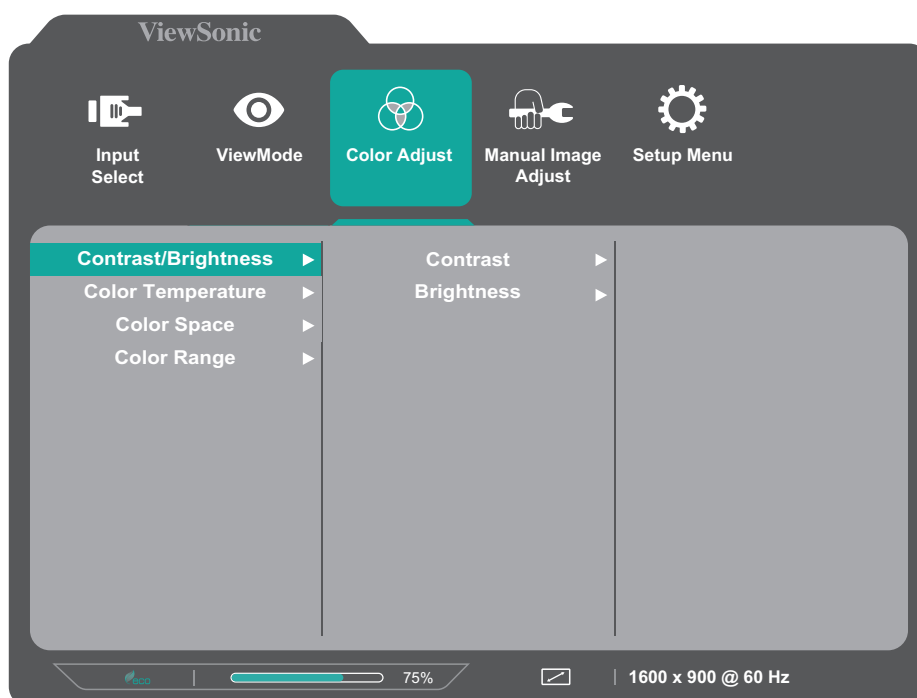 ViewSonic
Input
Select
ViewMode
Color Adjust
Manual Image
Adjust
Setup Menu
Contrast/Brightness
Color Temperature
Color Space
Color Range
Contrast
Brightness
eco
75%
1600 x 900 @ 60 Hz